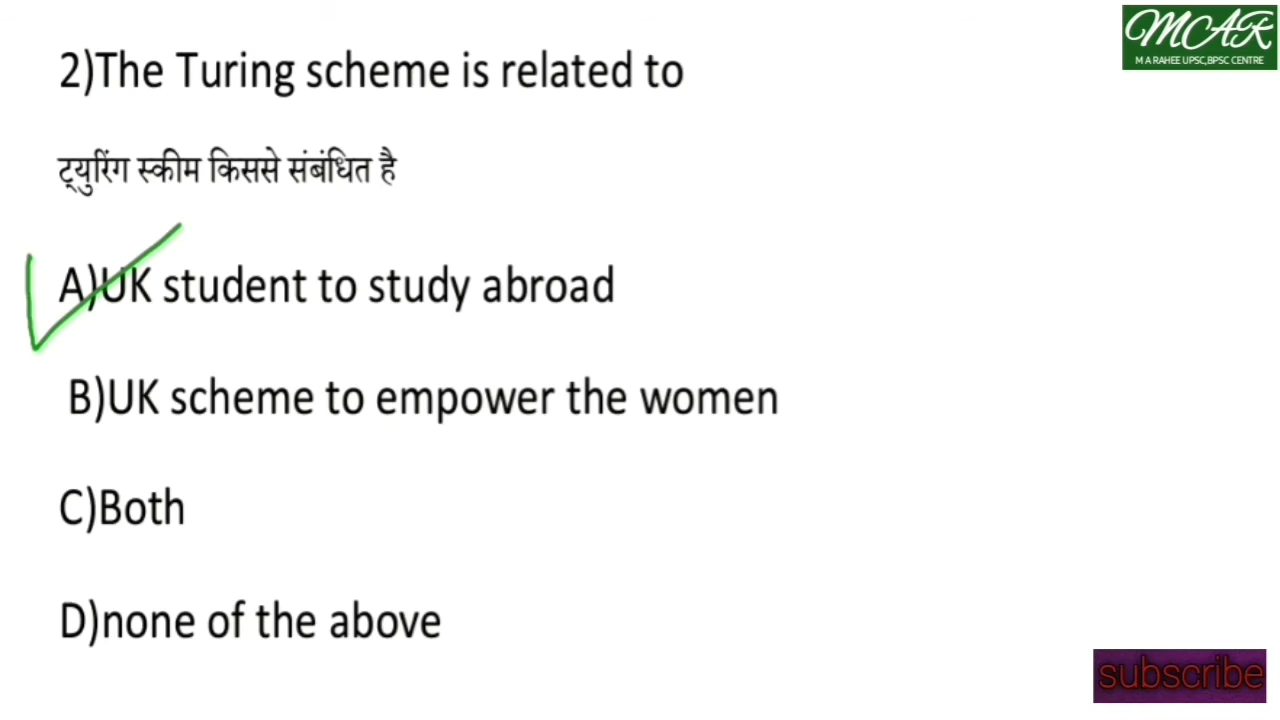 MCAR
M A RAHEE UPSC,BPSC CENTRE
2)The Turing scheme is related to
ट्युरिंग स्कीम किससे संबंधित है
A)UK student to study abroad
B)UK scheme to empower the women
C)Both
D)none of the above
subscribe